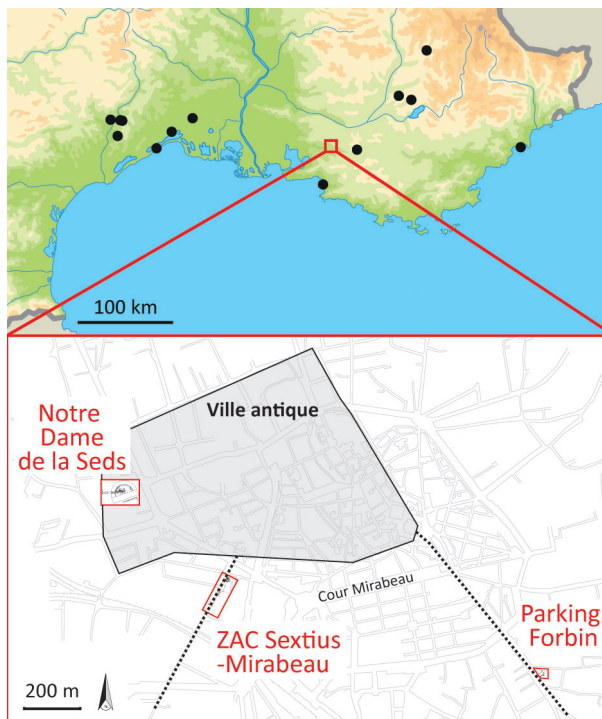 100 km
Ville antique
Notre
Dame
de la Seds
Cour Mirabeau
ZAC Sextius
-Mirabeau
Parking
Forbin
200 m